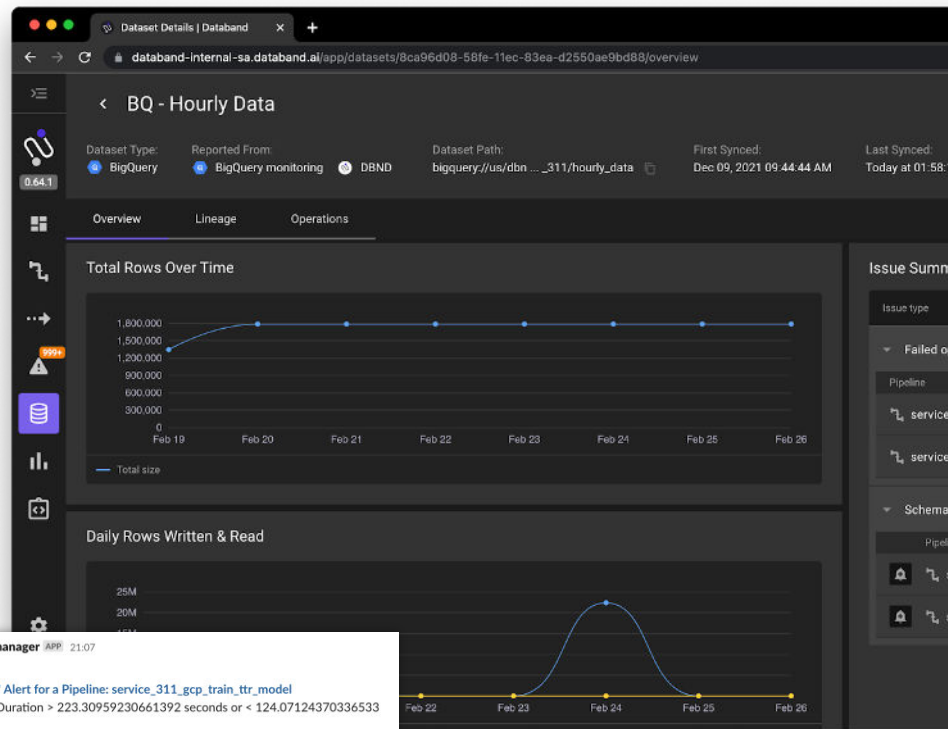 Dataset Details | Databand
databand-internal-sa.databand.ai/app/datasets/8ca96d08-58fe-11ec-83ea-d2550ae9bd88/overview
BQ - Hourly Data
Dataset Type:
BigQuery
Reported From:
BigQuery monitoring
DBND
Dataset Path:
bigquery://us/dbn ... _311/hourly_data
First Synced:
Dec 09, 2021 09:44:44 AM
Last Synced:
Today at 01:58:
0.64.1
Overview
Lineage
Operations
Total Rows Over Time
1,800,000
1,500,000
1,200,000
900,000
600,000
300,000
0
Feb 19 Feb 20 Feb 21 Feb 22 Feb 23 Feb 24 Feb 25 Feb 26
Total size
999+
Issue Summ
Issue type
Failed o
Pipeline
service
service
Schema
Pipel
Daily Rows Written & Read
25M
20M
Feb 22 Feb 23 Feb 24 Feb 25 Feb 26
manager APP 21:07
Alert for a Pipeline: service_311_gcp_train_ttr_model
Duration > 223.30959230661392 seconds or < 124.07124370336533